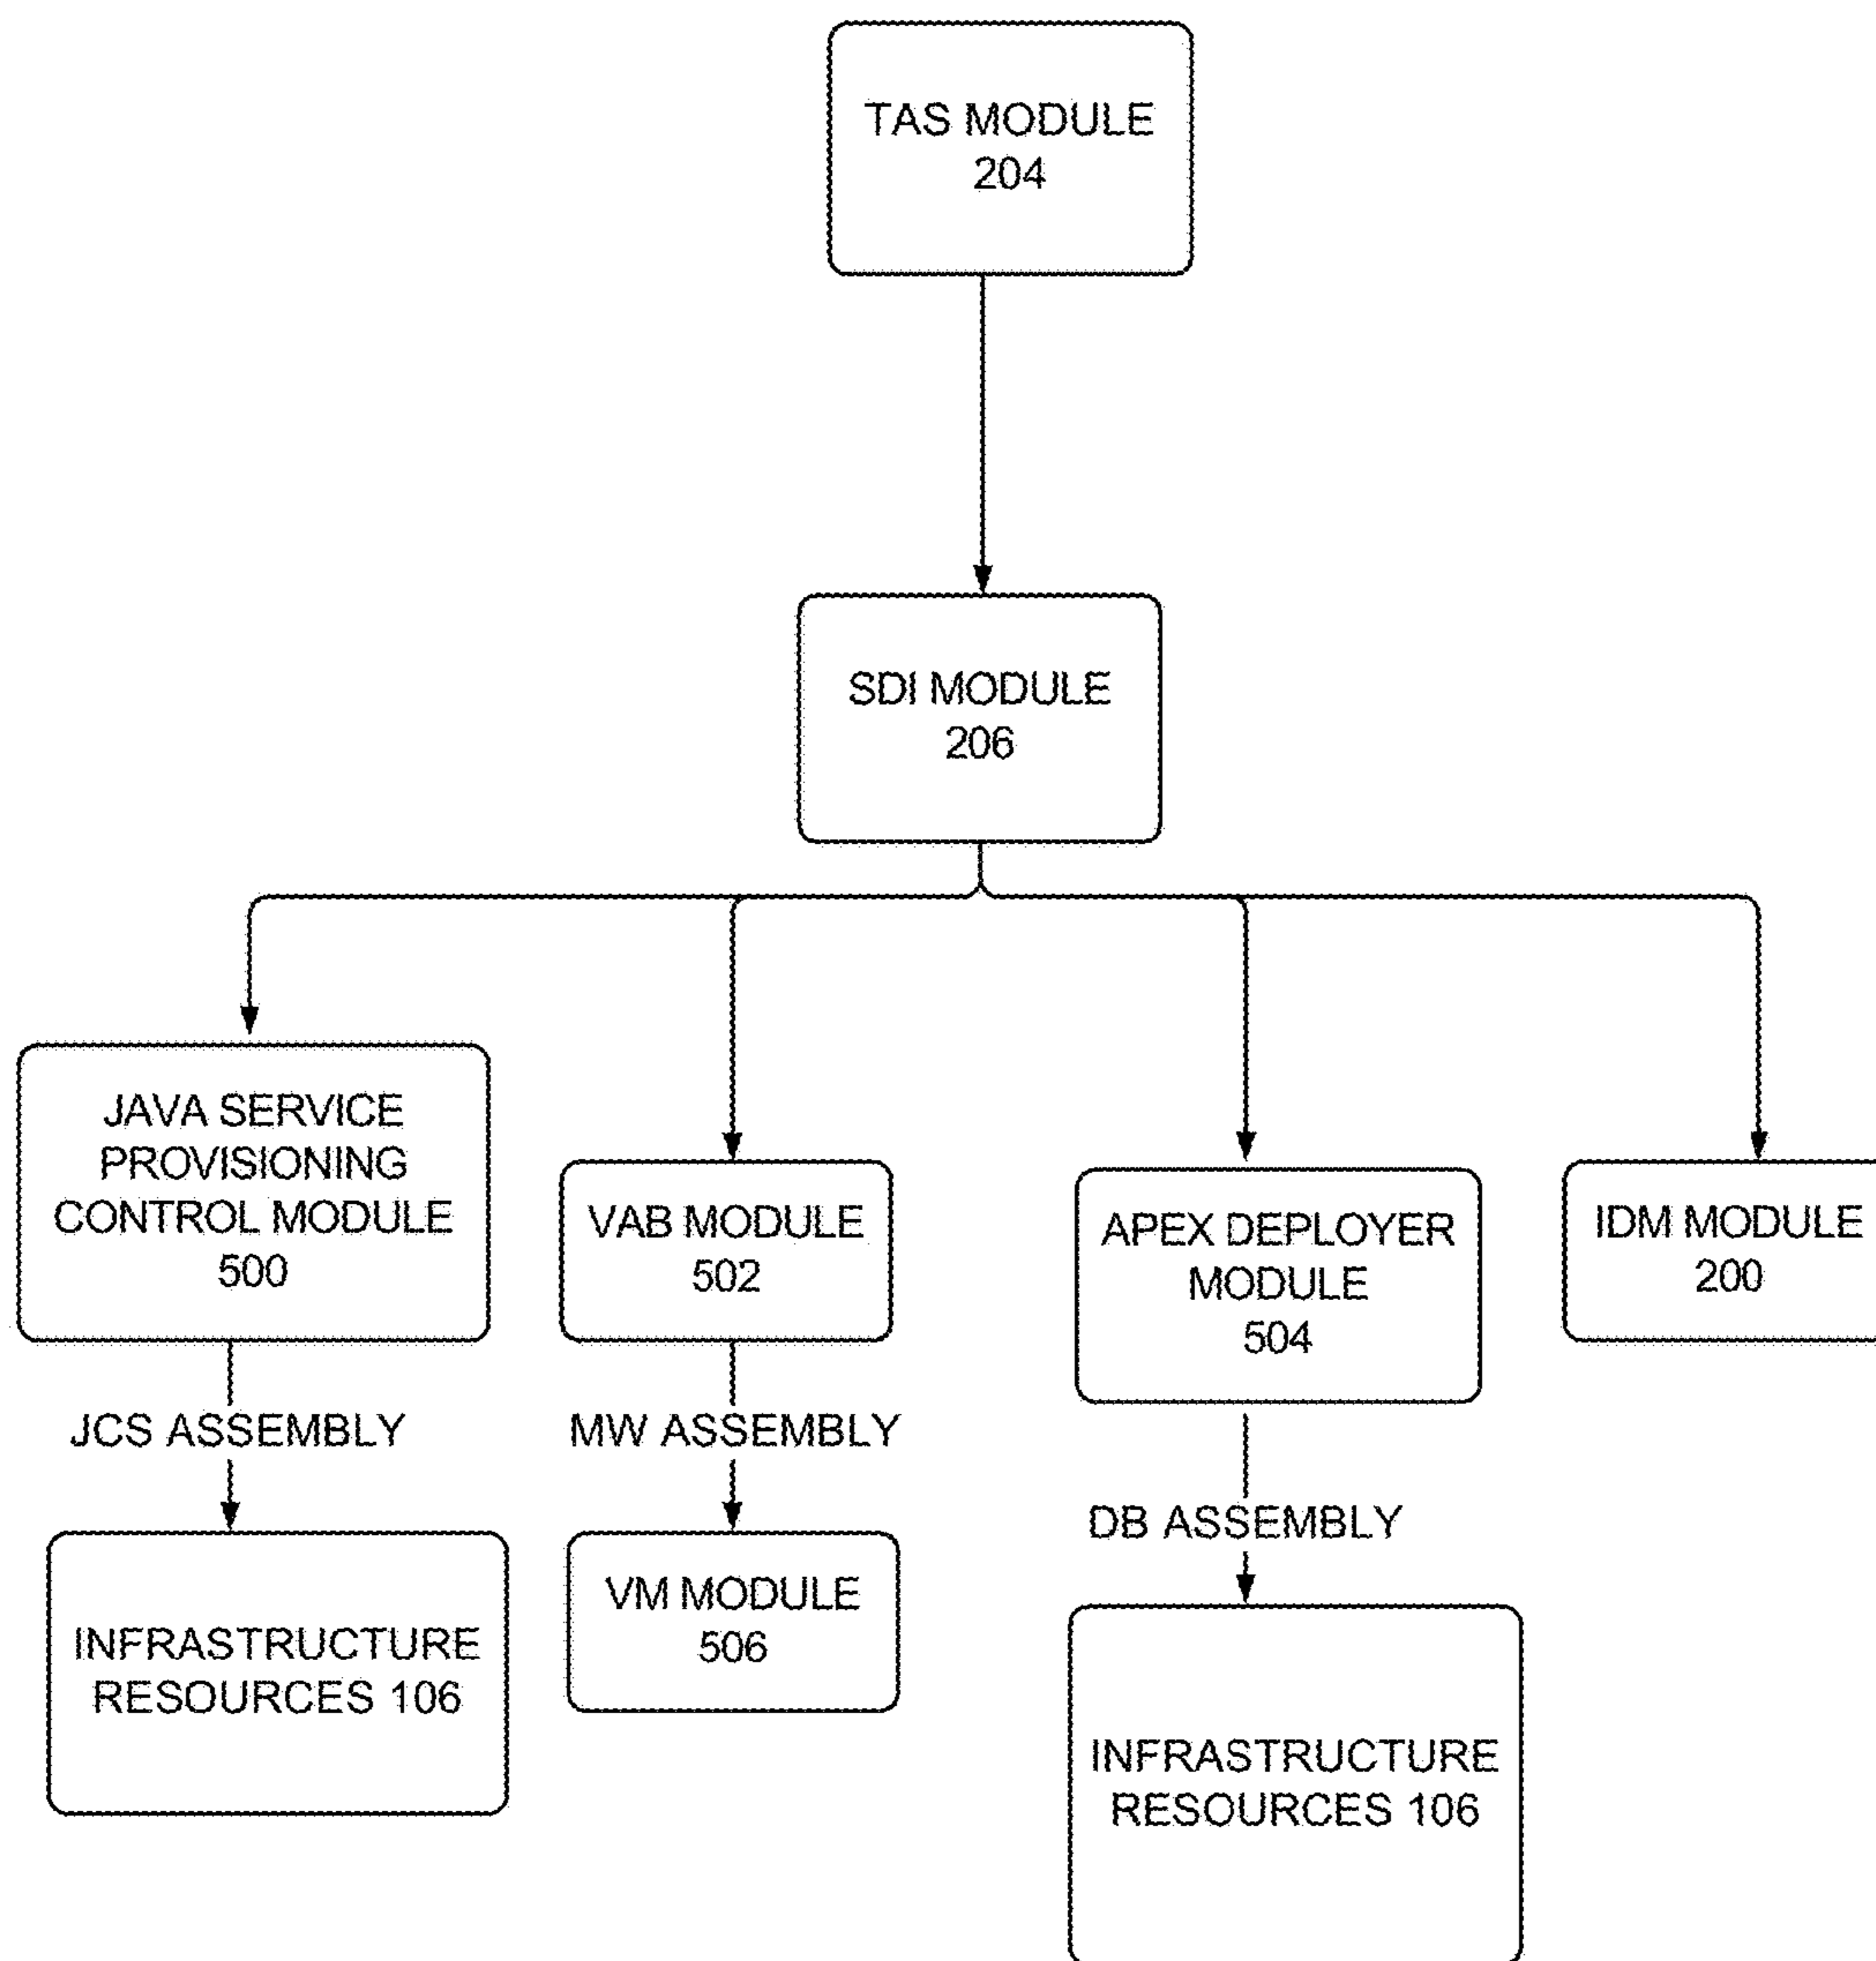 TAS MODULE
204
SDI MODULE
206
JAVA SERVICE
PROVISIONING
CONTROL MODULE
500
VAB MODULE
502
APEX DEPLOYER
MODULE
504
IDM MODULE
200
JCS ASSEMBLY
MW ASSEMBLY
DB ASSEMBLY
INFRASTRUCTURE
RESOURCES 106
VM MODULE
506
INFRASTRUCTURE
RESOURCES 106